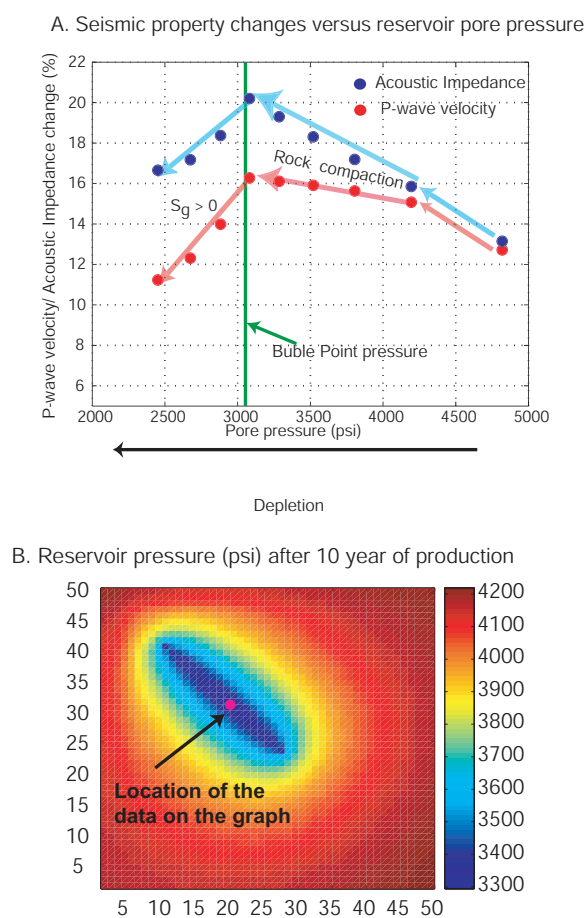 A. Seismic property changes versus reservoir pore pressure
P-wave velocity/ Acoustic Impedance change (%)
22
20
18
16
14
12
10
8
6
Acoustic Impedance
P-wave velocity
Rock compaction
Sg > 0
Buble Point pressure
2000 2500 3000 3500 4000 4500 5000
Pore pressure (psi)
Depletion
B. Reservoir pressure (psi) after 10 year of production
50
45
40
35
30
25
20
15
10
5
Location of the
data on the graph
5 10 15 20 25 30 35 40 45 50
4200
4100
4000
3900
3800
3700
3600
3500
3400
3300